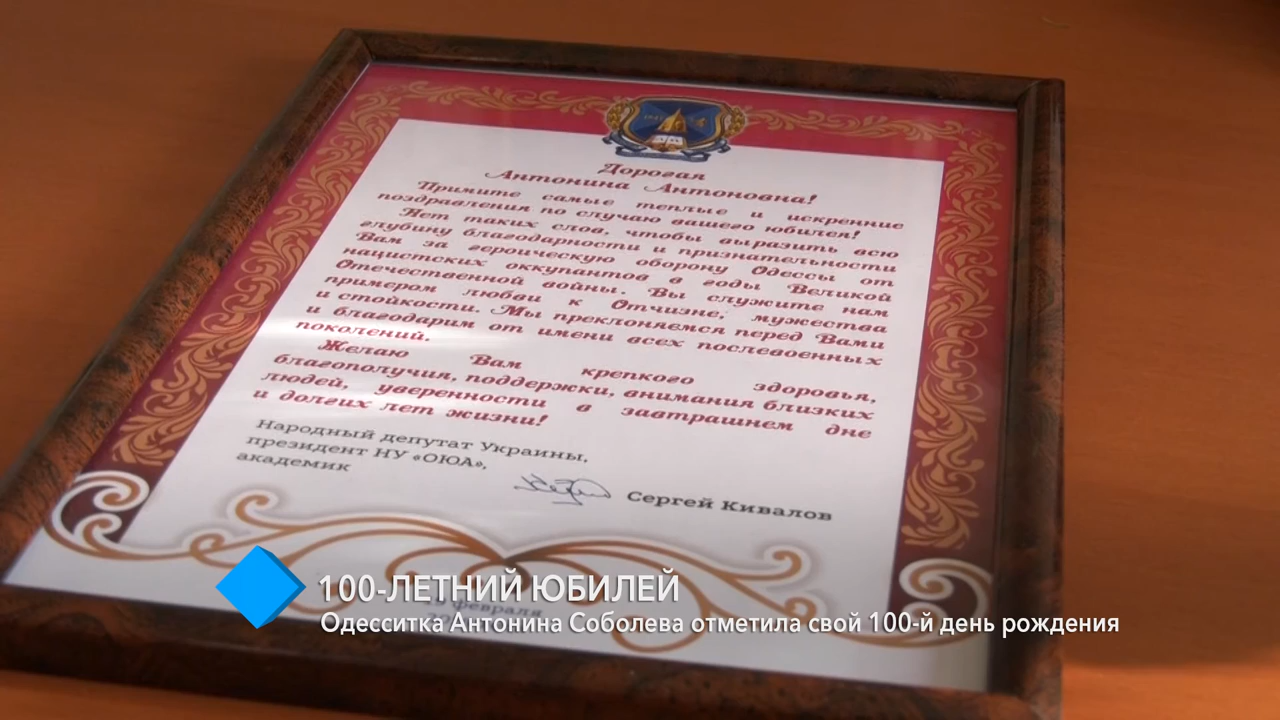 Дорогая
Антонина Антоновна!
Примите самые теплые и искренние
поздравления по случаю вашего юбилея!
Нет таких слов, чтобы выразить всю
глубину благодарности и признательности
Вам за героическую оборону Одессы от
нацистских оккупантов в годы Великой
Отечественной войны. Вы служите нам
примером любви к Отчизне, мужества
и стойкости. Мы преклоняемся перед Вами
и благодарим от имени всех послевоенных
поколений.
Желаю Вам крепкого здоровья,
благополучия, поддержки, внимания близких
людей, уверенности в завтрашнем дне
и долгих лет жизни!
Народный депутат Украины,
президент НУ «ОЮА»,
академик
Сергей Кивалов
февраля
100-ЛЕТНИЙ ЮБИЛЕЙ
Одесситка Антонина Соболева отметила свой 100-й день рождения